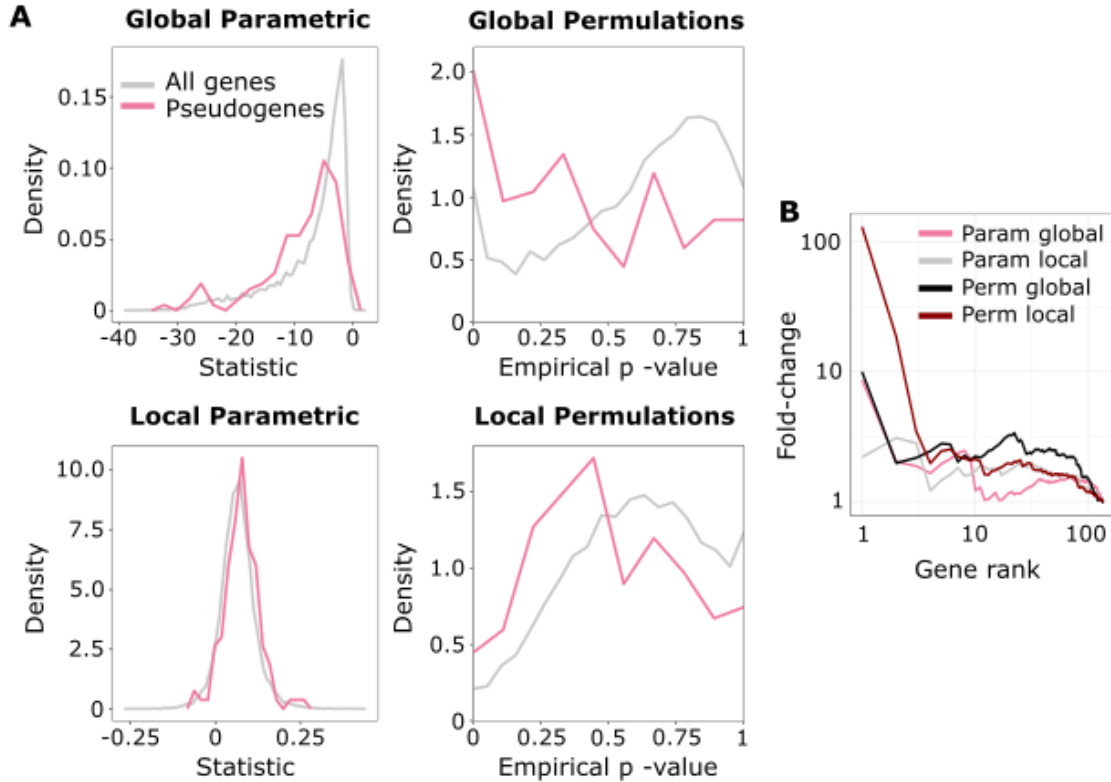 A
Global Parametric
All genes
Pseudogenes
0.15
0.10
0.05
0
Density
-40 -30 -20 -10 0
Statistic
Global Permulations
2.0
1.5
1.0
0.5
0
Density
0 0.25 0.5 0.75 1
Empirical p -value
Local Parametric
10.0
7.5
5.0
2.5
0
Density
-0.25 0 0.25
Statistic
Local Permulations
1.5
1.0
0.5
0
Density
0 0.25 0.5 0.75 1
Empirical p -value
B
Param global
Param local
Perm global
Perm local
100
10
1
Fold-change
1 10 100
Gene rank